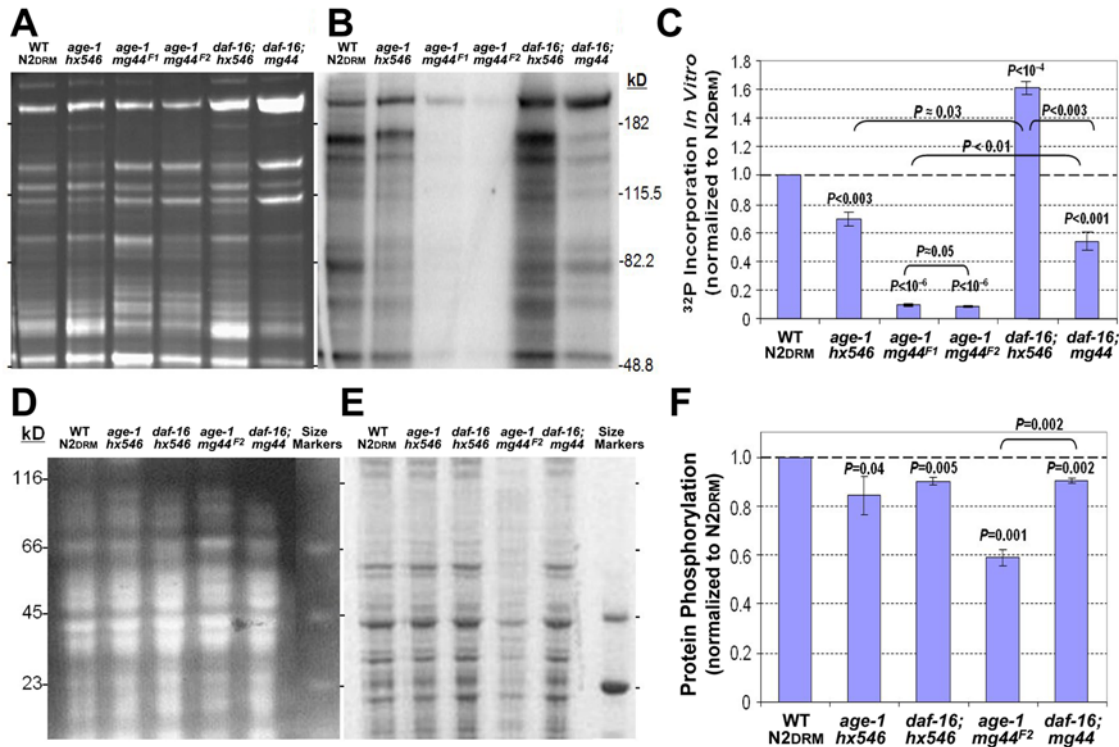 A
WT age-1 age-1 age-1 daf-16; daf-16;
N2DRM hx546 mg44F1 mg44F2 hx546 mg44
B
WT age-1 age-1 age-1 daf-16; daf-16;
N2DRM hx546 mg44F1 mg44F2 hx546 mg44
kD
-182
-115.5
-82.2
-48.8
C
32P Incorporation In Vitro
(normalized to N2DRM)
1.8
1.6
1.4
1.2
1.0
0.8
0.6
0.4
0.2
0
P<10−4
P ≈ 0.03
P<0.003
P < 0.01
P<0.003
P<0.001
P≈0.05
P<10−6
P<10−6
WT age-1 age-1 age-1 daf-16; daf-16;
N2DRM hx546 mg44F1 mg44F2 hx546 mg44
D
kD
WT age-1 daf-16 age-1 daf-16; Size
N2DRM hx546 hx546 mg44F2 mg44 Markers
116-
66-
45-
23-
E
WT age-1 daf-16 age-1 daf-16; Size
N2DRM hx546 hx546 mg44F2 mg44 Markers
F
Protein Phosphorylation
(normalized to N2DRM)
1.0
0.8
0.6
0.4
0.2
0.0
P=0.002
P=0.04
P=0.005
P=0.002
P=0.001
WT age-1 daf-16; age-1 daf-16;
N2DRM hx546 hx546 mg44F2 mg44